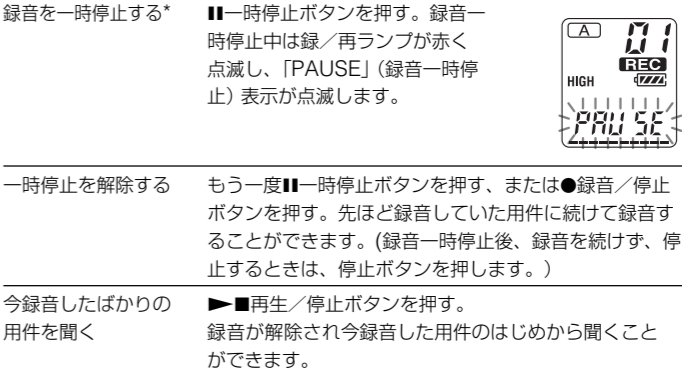 録音を一時停止する*
❚❚一時停止ボタンを押す。録音一
時停止中は録／再ランプが赤く
点滅し、「PAUSE」（録音一時停
止）表示が点滅します。
A 01
REC
HIGH
PAUSE
一時停止を解除する
もう一度❚❚一時停止ボタンを押す、または●録音／停止
ボタンを押す。先ほど録音していた用件に続けて録音す
ることができます。(録音一時停止後、録音を続けず、停
止するときは、停止ボタンを押します。）
今録音したばかりの
用件を聞く
▶■再生／停止ボタンを押す。
録音が解除され今録音した用件のはじめから聞くこと
ができます。